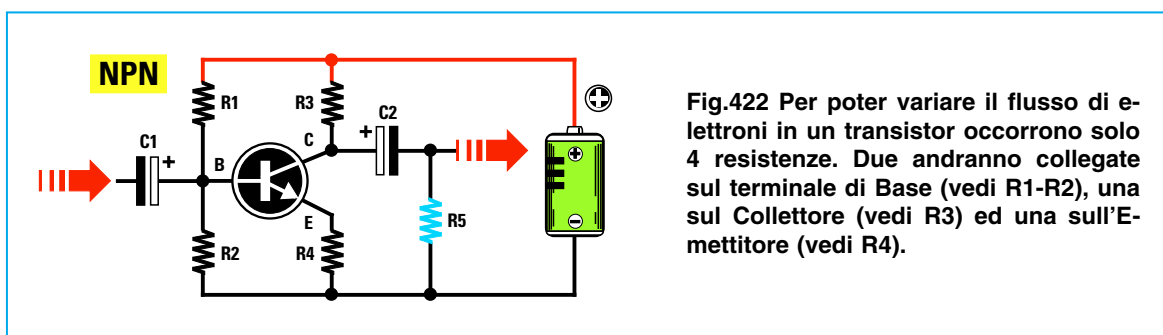 NPN
R1
R3
C2
C1
+
+
C
B
E
R2
R4
R5
+
+
−
Fig.422 Per poter variare il flusso di e-
lettroni in un transistor occorrono solo
4 resistenze. Due andranno collegate
sul terminale di Base (vedi R1-R2), una
sul Collettore (vedi R3) ed una sull'E-
mettitore (vedi R4).